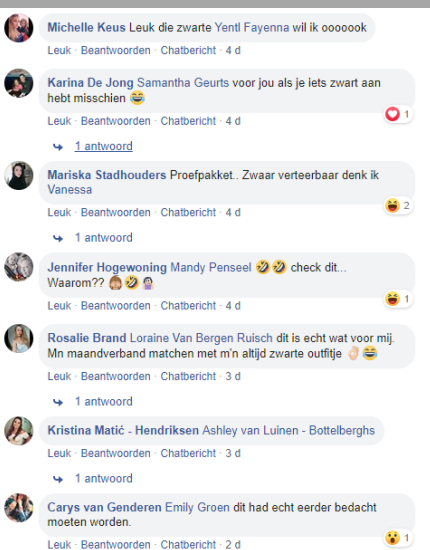 Michelle Keus Leuk die zwarte Yentl Fayenna wil ik ooooook
Leuk · Beantwoorden · Chatbericht · 4 d
Karina De Jong Samantha Geurts voor jou als je iets zwart aan
hebt misschien 😂
1
Leuk · Beantwoorden · Chatbericht · 4 d
1 antwoord
Mariska Stadhouders Proefpakket.. Zwaar verteerbaar denk ik
Vanessa
2
Leuk · Beantwoorden · Chatbericht · 4 d
1 antwoord
Jennifer Hogewoning Mandy Penseel 🤣🤣 check dit...
Waarom?? 🤦🏼‍♀️🤣🤷🏻‍♀️
1
Leuk · Beantwoorden · Chatbericht · 4 d
Rosalie Brand Loraine Van Bergen Ruisch dit is echt wat voor mij.
Mn maandverband matchen met m'n altijd zwarte outfitje 👌🏻😂
Leuk · Beantwoorden · Chatbericht · 3 d
1 antwoord
Kristina Matić - Hendriksen Ashley van Luinen - Bottelberghs
Leuk · Beantwoorden · Chatbericht · 3 d
1 antwoord
Carys van Genderen Emily Groen dit had echt eerder bedacht
moeten worden.
1
Leuk · Beantwoorden · Chatbericht · 2 d